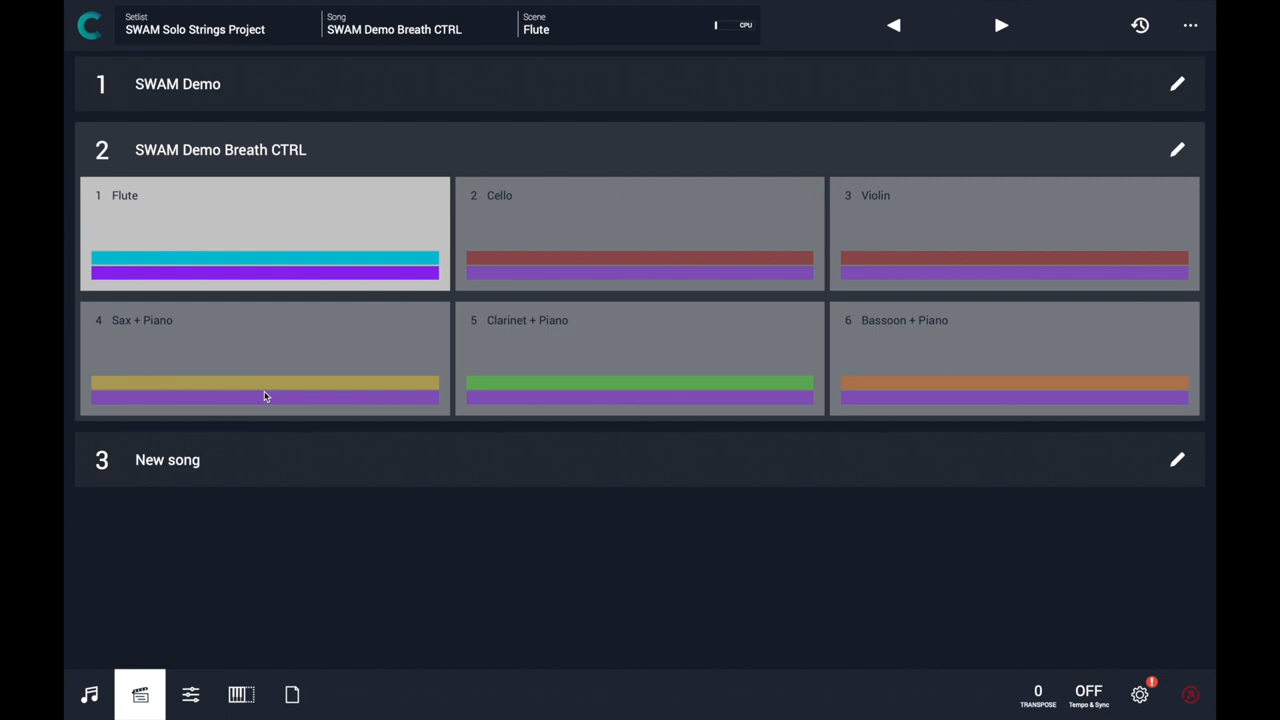 Setlist
SWAM Solo Strings Project
Song
SWAM Demo Breath CTRL
Scene
Flute
CPU
1 SWAM Demo
2 SWAM Demo Breath CTRL
1 Flute
2 Cello
3 Violin
4 Sax + Piano
5 Clarinet + Piano
6 Bassoon + Piano
3 New song
0
TRANSPOSE
OFF
Tempo & Sync
!